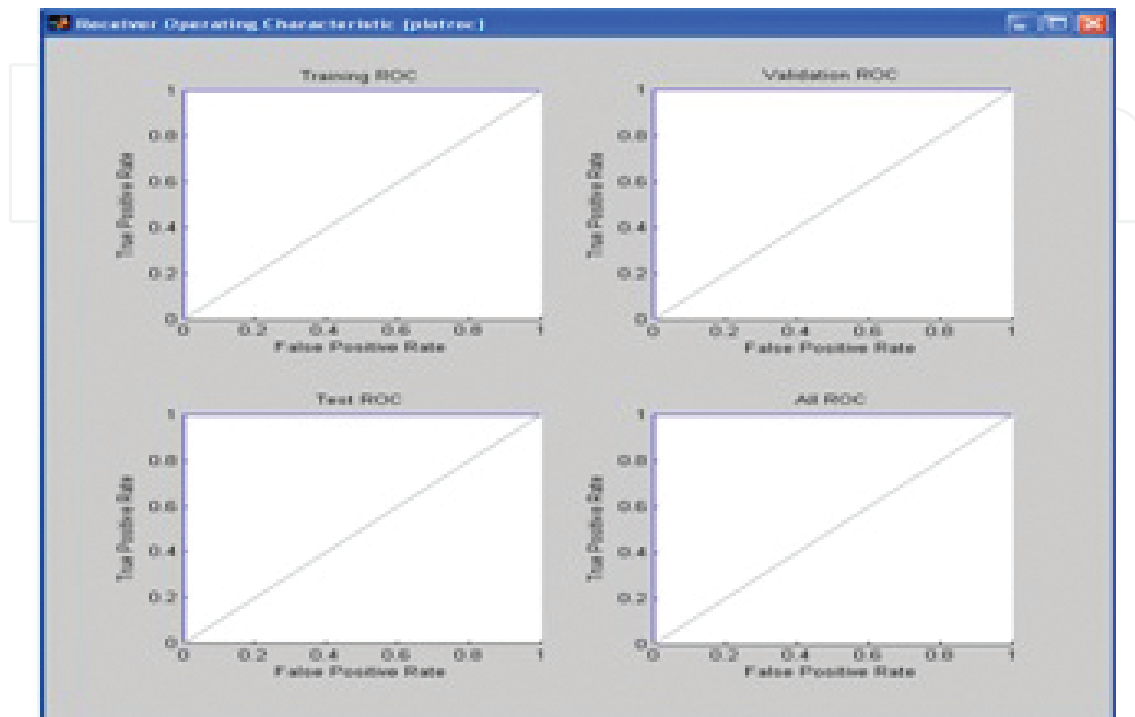 Receiver Operating Characteristic (plotroc)
Training ROC
1
0.8
0.6
0.4
0.2
0
True Positive Rate
0 0.2 0.4 0.6 0.8 1
False Positive Rate
Validation ROC
1
0.8
0.6
0.4
0.2
0
True Positive Rate
0 0.2 0.4 0.6 0.8 1
False Positive Rate
Test ROC
1
0.8
0.6
0.4
0.2
0
True Positive Rate
0 0.2 0.4 0.6 0.8 1
False Positive Rate
All ROC
1
0.8
0.6
0.4
0.2
0
True Positive Rate
0 0.2 0.4 0.6 0.8 1
False Positive Rate